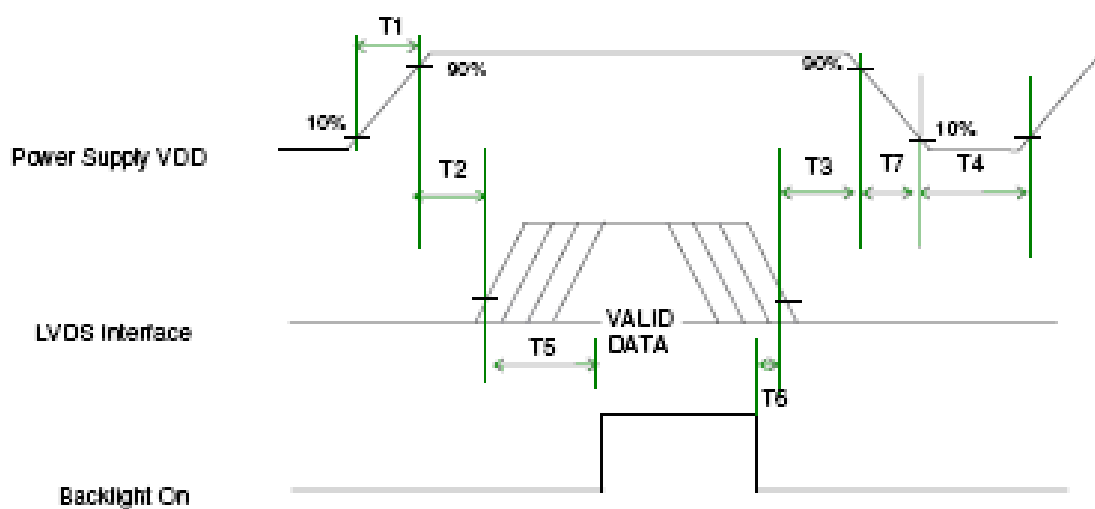 T1
90%
90%
10%
10%
Power Supply VDD
T2
T3
T7
T4
VALID
DATA
LVDS Interface
T5
T6
Backlight On